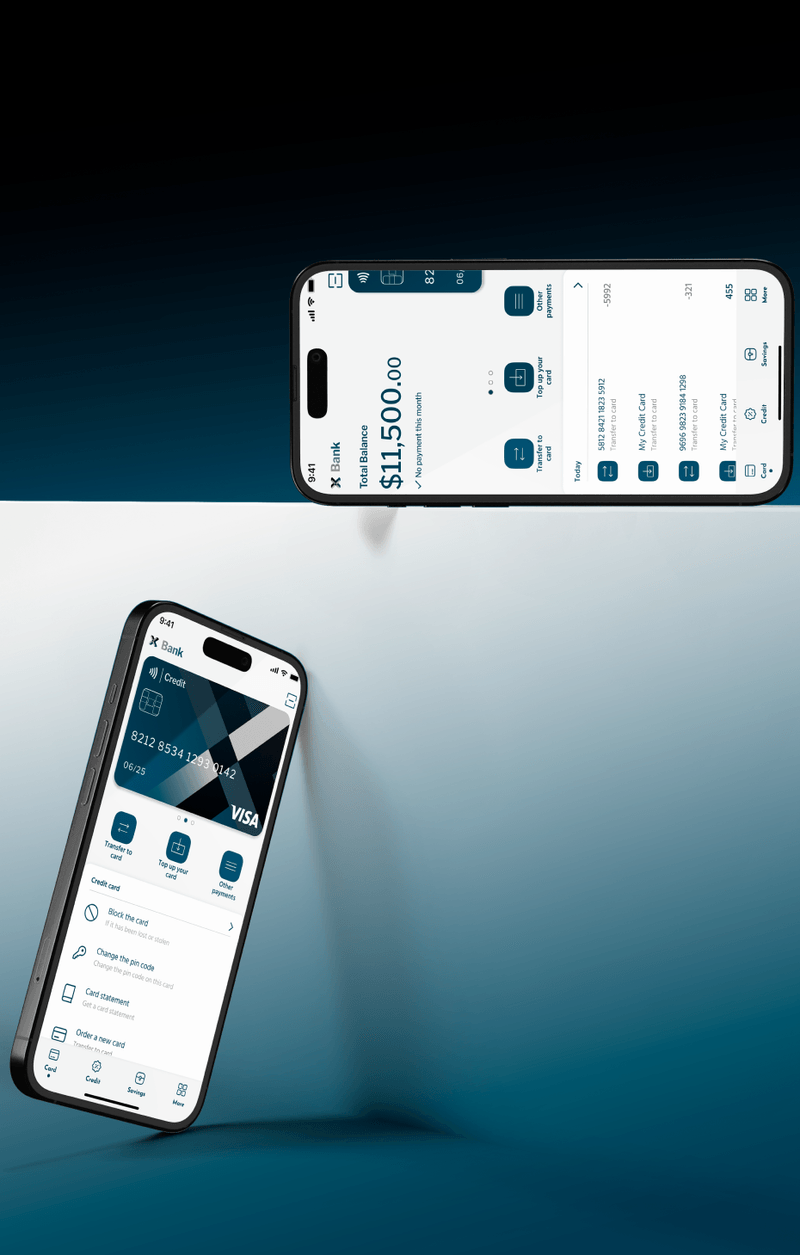 9:41
Bank
Total Balance
$11,500.00
No payment this month
82
06/
Transfer to
card
Top up your
card
Other
payments
Today
5812 8421 1823 5912
Transfer to card
-5992
My Credit Card
Transfer to card
9696 9823 9184 1298
Transfer to card
-321
My Credit Card
Transfer to card
455
Card
Credit
Savings
More
9:41
Bank
Credit
8212 8534 1293 0142
06/25
VISA
Transfer to
card
Top up your
card
Other
payments
Credit card
Block the card
If it has been lost or stolen
Change the pin code
Change the pin code on this card
Card statement
Get a card statement
Order a new card
Transfer to card
Card
Credit
Savings
More